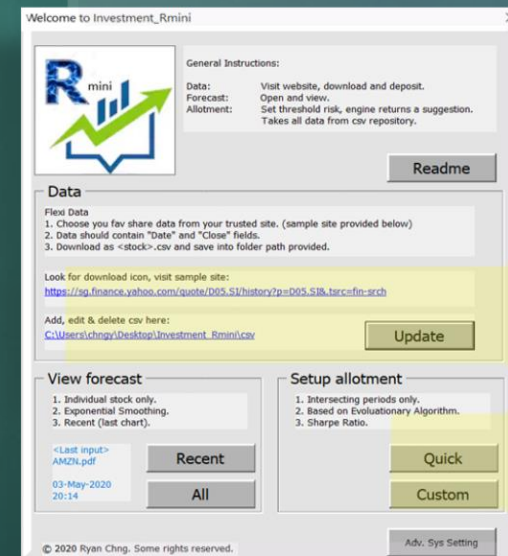 Welcome to Investment_Rmini
R mini
General Instructions:
Data: Visit website, download and deposit.
Forecast: Open and view.
Allotment: Set threshold risk, engine returns a suggestion.
Takes all data from csv repository.
Readme
Data
Flexi Data
1. Choose you fav share data from your trusted site. (sample site provided below)
2. Data should contain "Date" and "Close" fields.
3. Download as <stock>.csv and save into folder path provided.
Look for download icon, visit sample site:
https://sg.finance.yahoo.com/quote/D05.SI/history?p=D05.SI&.tsrc=fin-srch
Add, edit & delete csv here:
C:\Users\chngy\Desktop\Investment_Rmini\csv
Update
View forecast
1. Individual stock only.
2. Exponential Smoothing.
3. Recent (last chart).
<Last input>
AMZN.pdf
03-May-2020
20:14
Recent
All
Setup allotment
1. Intersecting periods only.
2. Based on Evoluationary Algorithm.
3. Sharpe Ratio.
Quick
Custom
© 2020 Ryan Chng. Some rights reserved.
Adv. Sys Setting